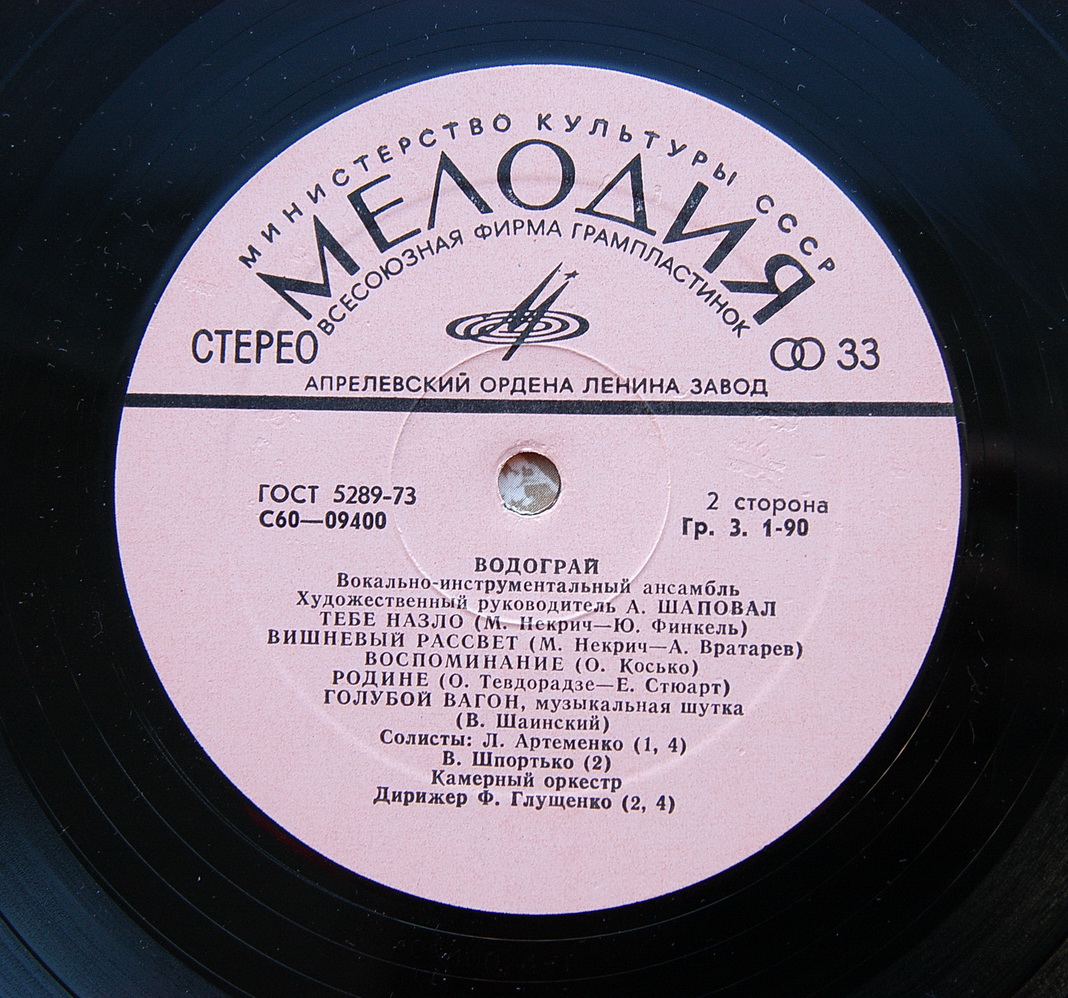 МИНИСТЕРСТВО КУЛЬТУРЫ СССР
МЕЛОДИЯ
ВСЕСОЮЗНАЯ ФИРМА ГРАМПЛАСТИНОК
СТЕРЕО
33
АПРЕЛЕВСКИЙ ОРДЕНА ЛЕНИНА ЗАВОД
ГОСТ 5289-73
С60—09400
2 сторона
Гр. 3. 1-90
ВОДОГРАЙ
Вокально-инструментальный ансамбль
Художественный руководитель А. ШАПОВАЛ
ТЕБЕ НАЗЛО (М. Некрич—Ю. Финкель)
ВИШНЕВЫЙ РАССВЕТ (М. Некрич—А. Вратарев)
ВОСПОМИНАНИЕ (О. Косько)
РОДИНЕ (О. Тевдорадзе—Е. Стюарт)
ГОЛУБОЙ ВАГОН, музыкальная шутка
(В. Шаинский)
Солисты: Л. Артеменко (1, 4)
В. Шпортько (2)
Камерный оркестр
Дирижер Ф. Глущенко (2, 4)